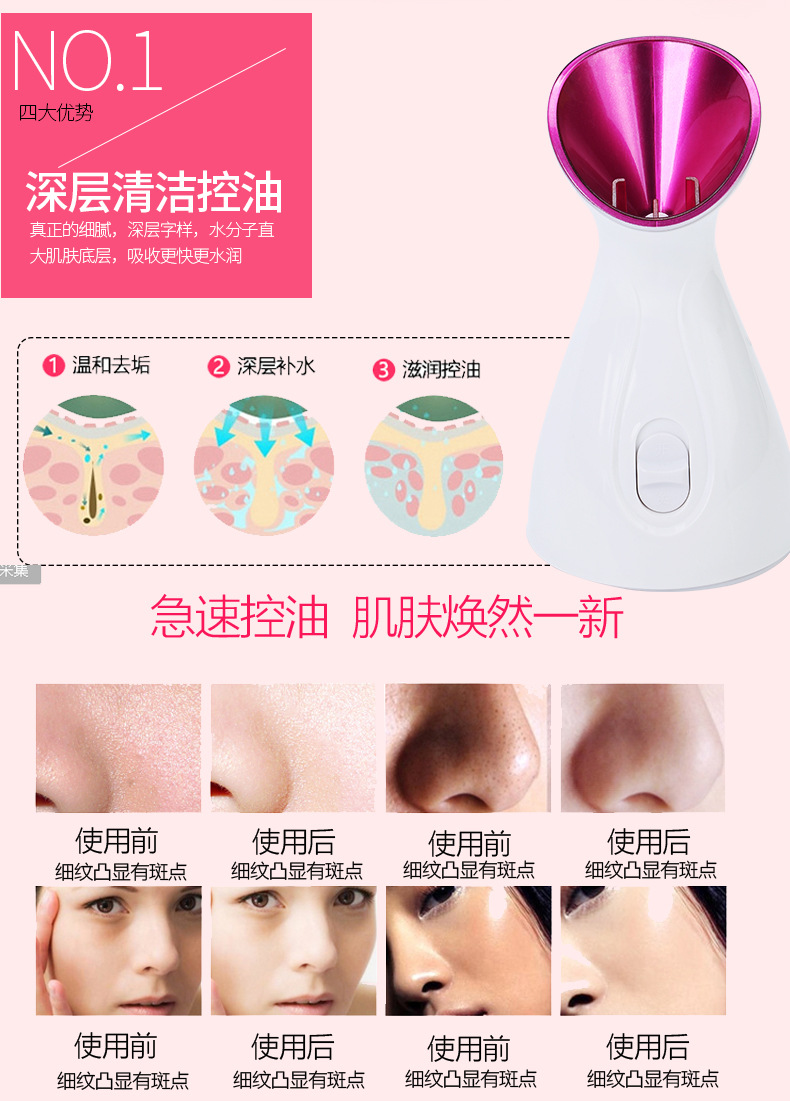 NO.1
四大优势
深层清洁控油
真正的细腻，深层字样，水分子直
大肌肤底层，吸收更快更水润
1 温和去垢
2 深层补水
3 滋润控油
采集
急速控油 肌肤焕然一新
使用前
细纹凸显有斑点
使用后
细纹凸显有斑点
使用前
细纹凸显有斑点
使用后
细纹凸显有斑点
使用前
细纹凸显有斑点
使用后
细纹凸显有斑点
使用前
细纹凸显有斑点
使用后
细纹凸显有斑点